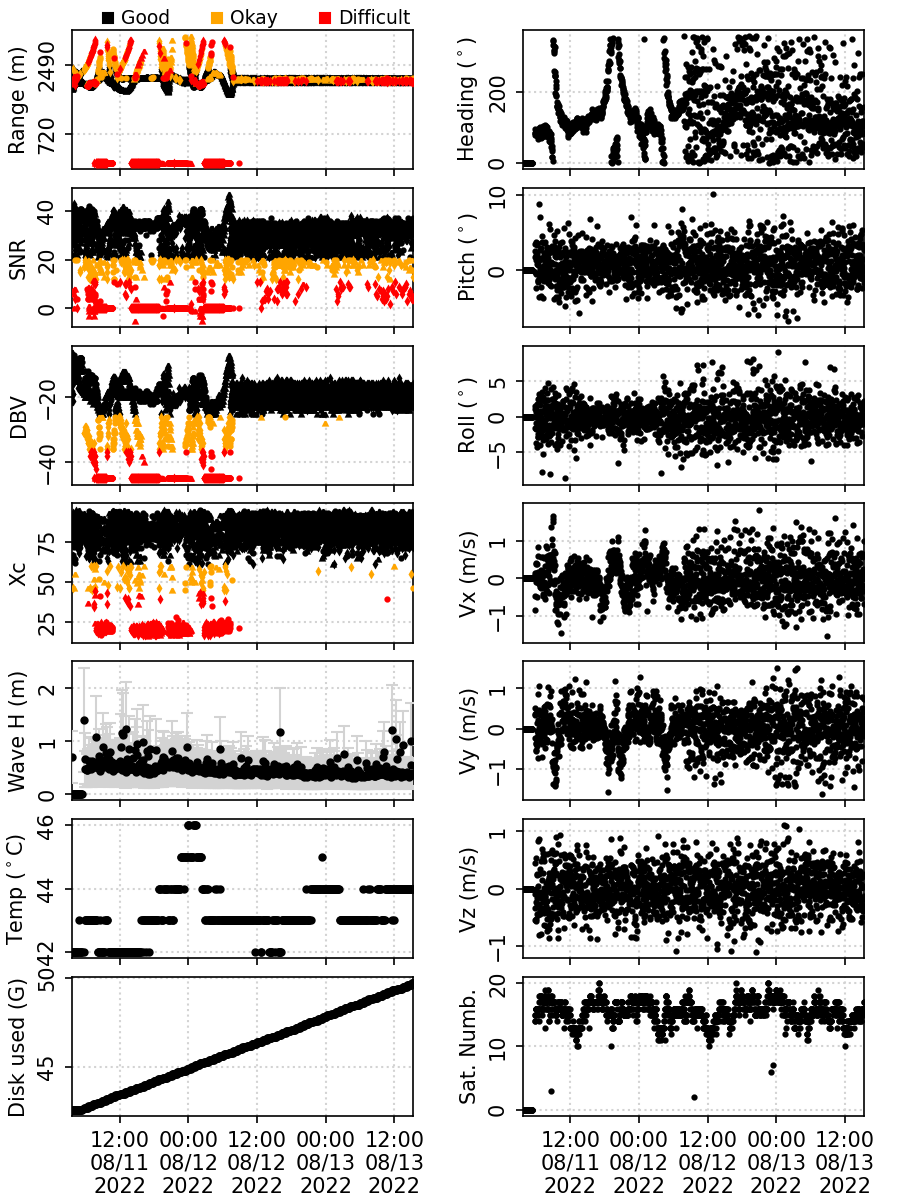 Good Okay Difficult
Range (m)
2490
720
Heading (°)
200
0
SNR
40
20
0
Pitch (°)
10
0
DBV
−20
−40
Roll (°)
5
0
−5
Xc
75
50
25
Vx (m/s)
1
0
−1
Wave H (m)
2
1
0
Vy (m/s)
1
0
−1
Temp (°C)
46
44
42
Vz (m/s)
1
0
−1
Disk used (G)
50
45
Sat. Numb.
20
10
0
12:00 00:00 12:00 00:00 12:00
08/11 08/12 08/12 08/13 08/13
2022 2022 2022 2022 2022
12:00 00:00 12:00 00:00 12:00
08/11 08/12 08/12 08/13 08/13
2022 2022 2022 2022 2022